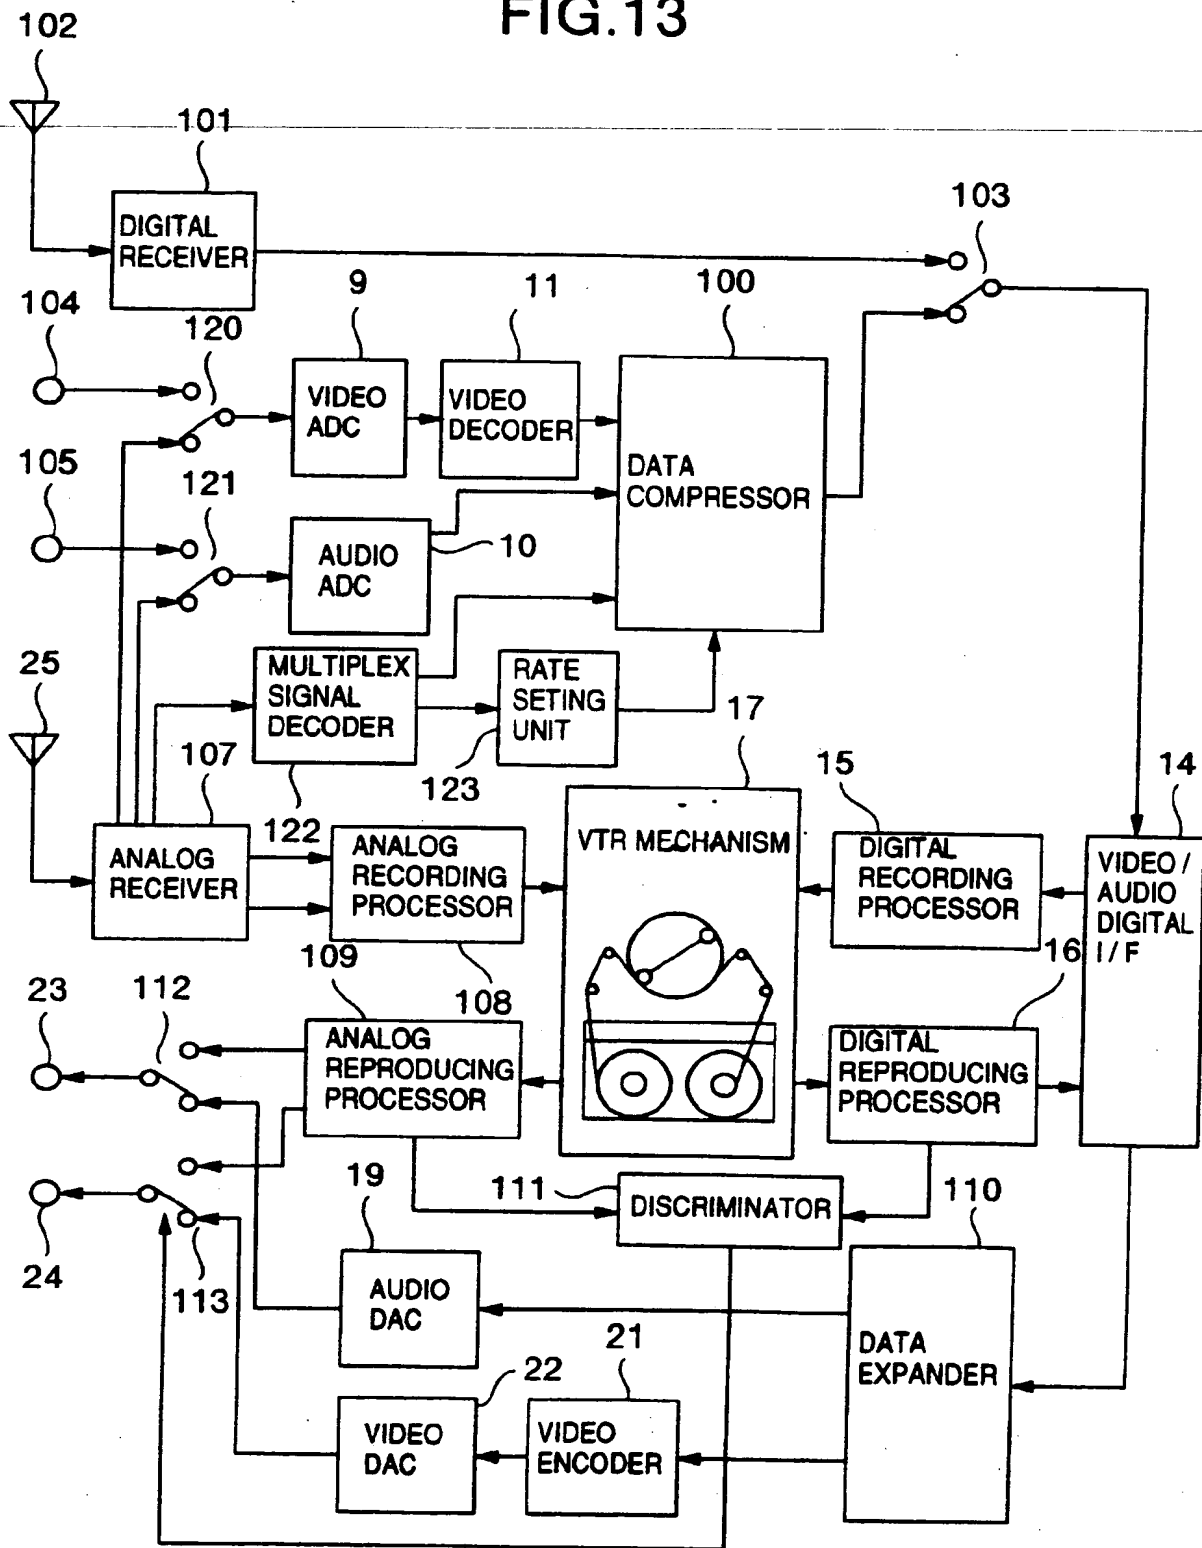 FIG.13
102
101
DIGITAL
RECEIVER
103
104
120
9
11
100
VIDEO
ADC
VIDEO
DECODER
DATA
COMPRESSOR
105
121
AUDIO
ADC
10
25
MULTIPLEX
SIGNAL
DECODER
RATE
SETING
UNIT
17
107
122
123
15
14
ANALOG
RECEIVER
ANALOG
RECORDING
PROCESSOR
VTR MECHANISM
DIGITAL
RECORDING
PROCESSOR
VIDEO /
AUDIO
DIGITAL
I / F
109
108
16
23
112
ANALOG
REPRODUCING
PROCESSOR
DIGITAL
REPRODUCING
PROCESSOR
24
113
19
111
DISCRIMINATOR
110
AUDIO
DAC
22
21
DATA
EXPANDER
VIDEO
DAC
VIDEO
ENCODER